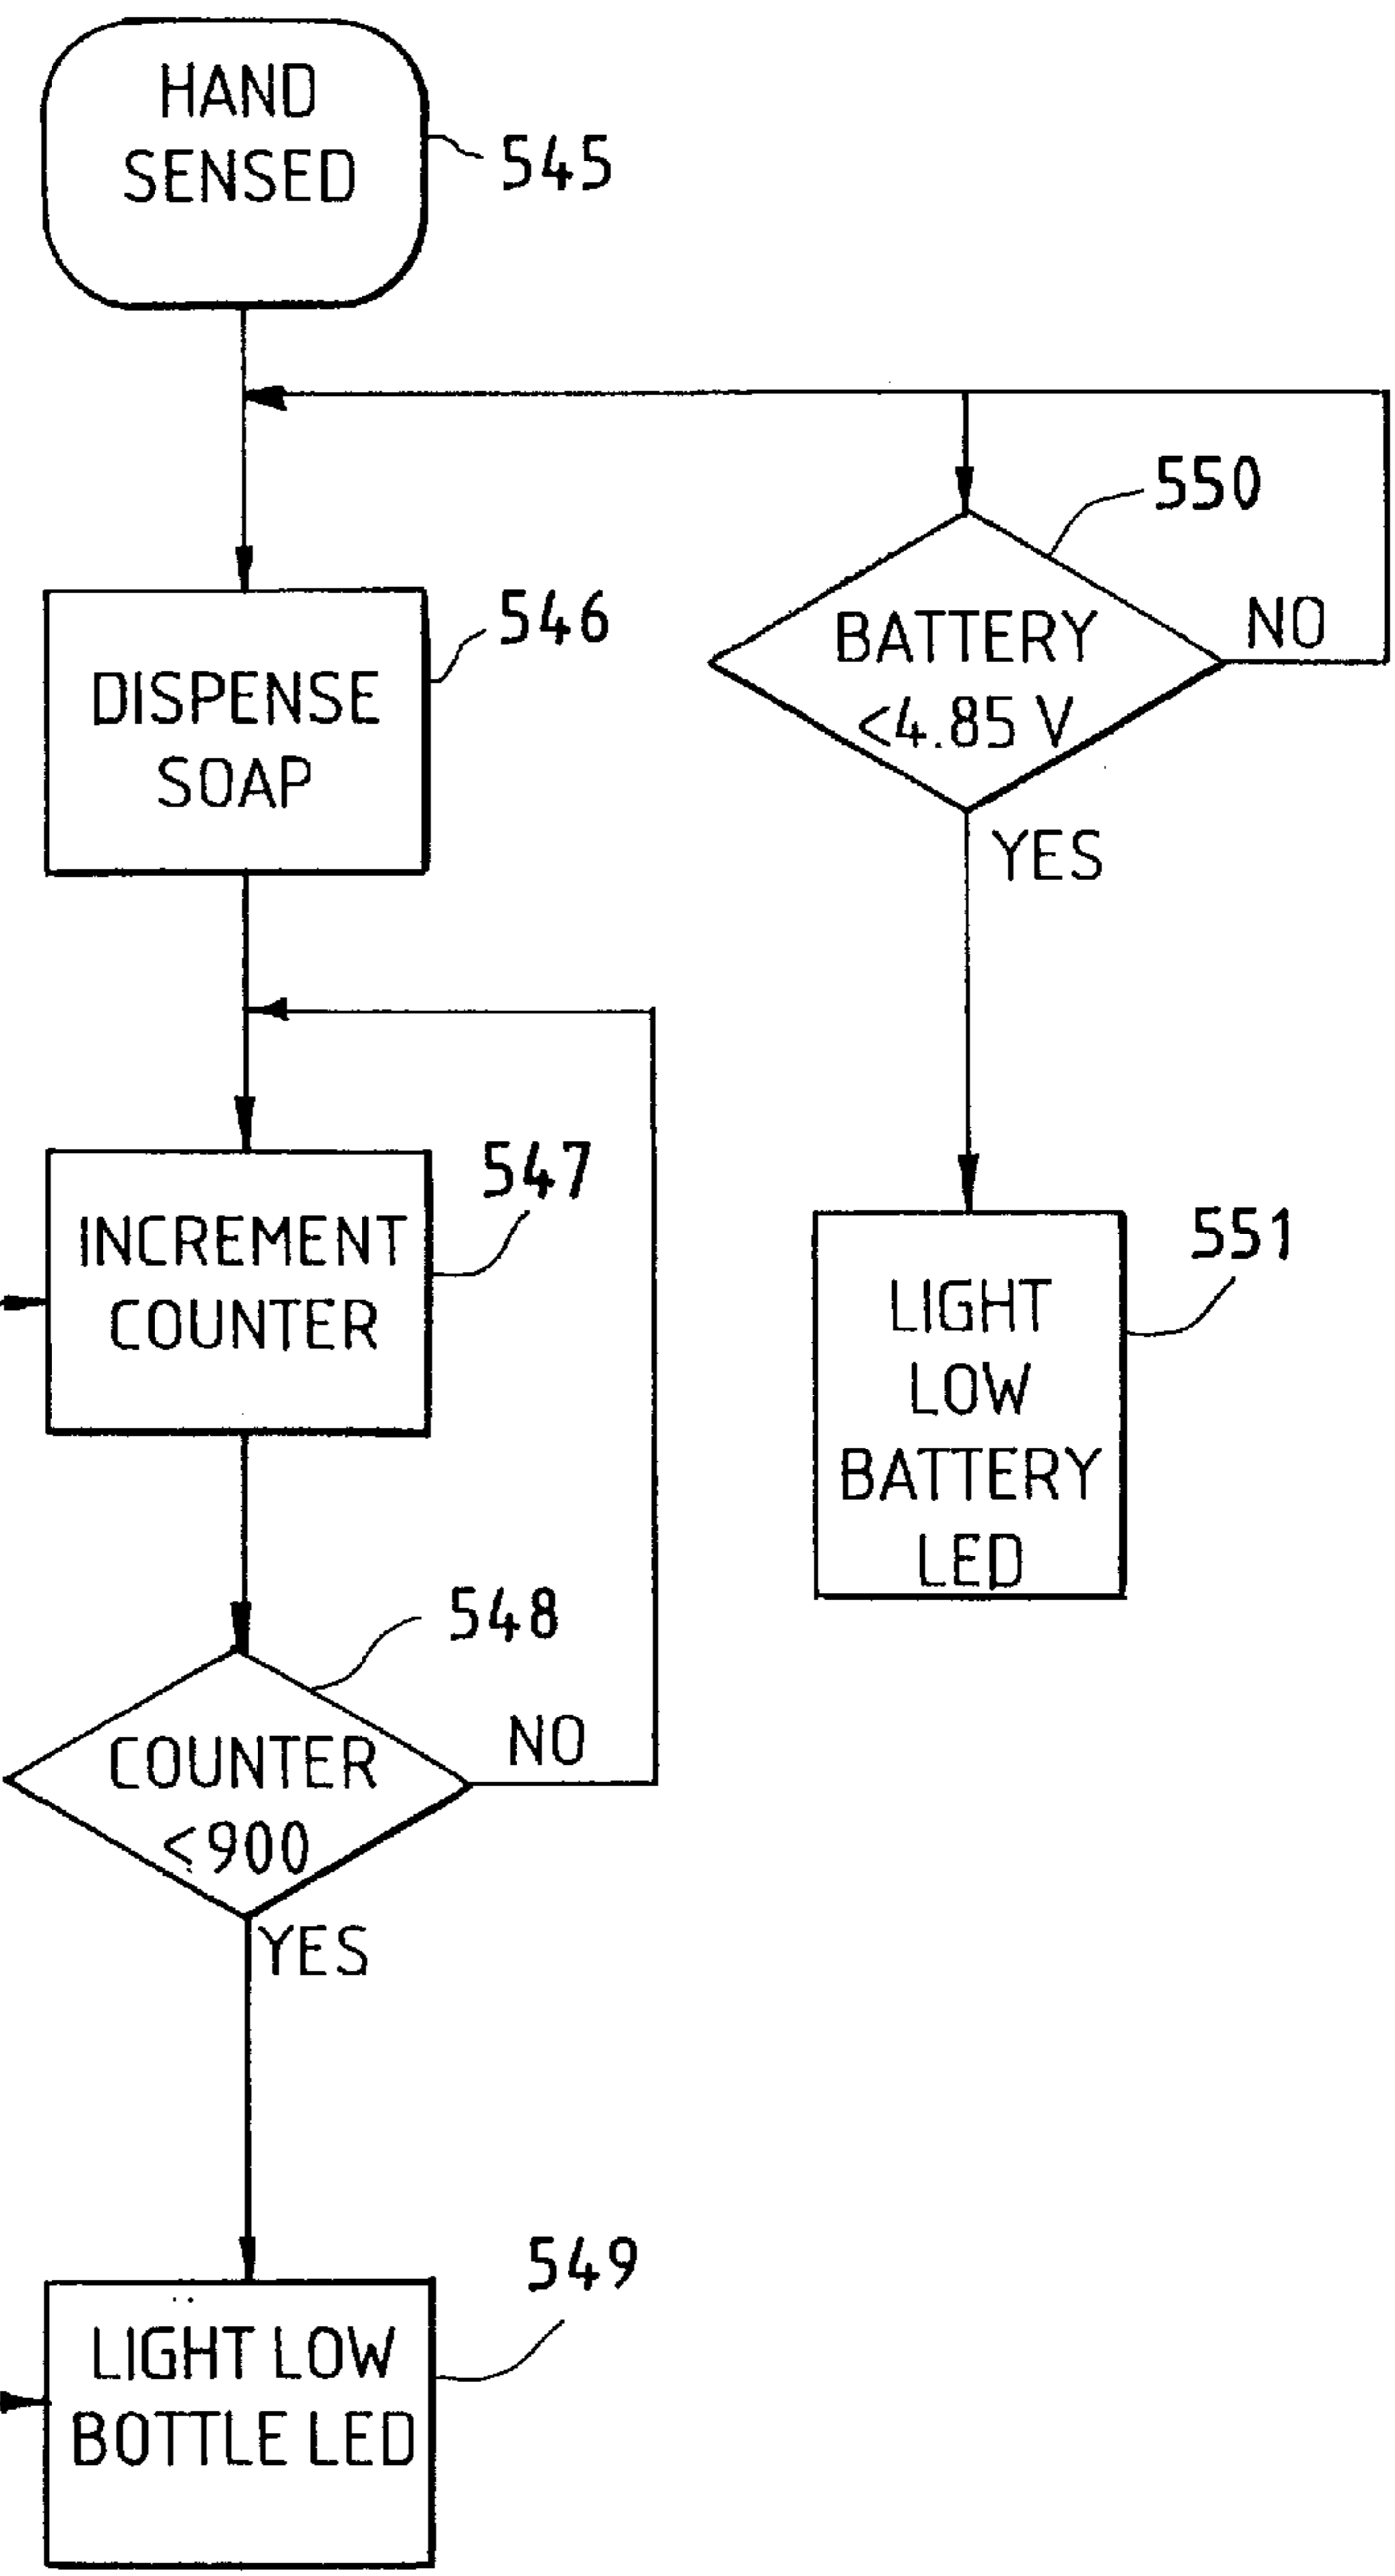 HAND
SENSED
545
550
BATTERY
<4.85 V
NO
YES
546
DISPENSE
SOAP
547
INCREMENT
COUNTER
551
LIGHT
LOW
BATTERY
LED
548
COUNTER
<900
NO
YES
549
LIGHT LOW
BOTTLE LED